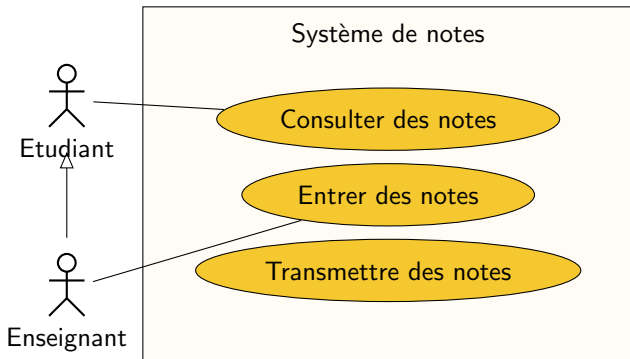 Système de notes
Consulter des notes
Etudiant
Entrer des notes
Transmettre des notes
Enseignant